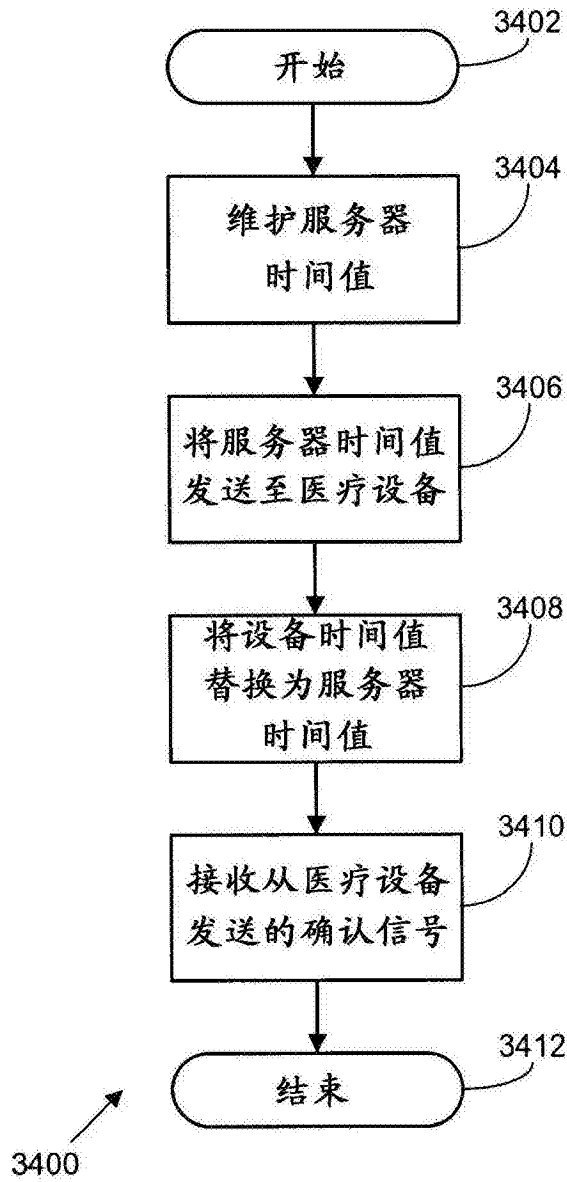 3402
开始
3404
维护服务器
时间值
3406
将服务器时间值
发送至医疗设备
3408
将设备时间值
替换为服务器
时间值
3410
接收从医疗设备
发送的确认信号
3412
结束
3400